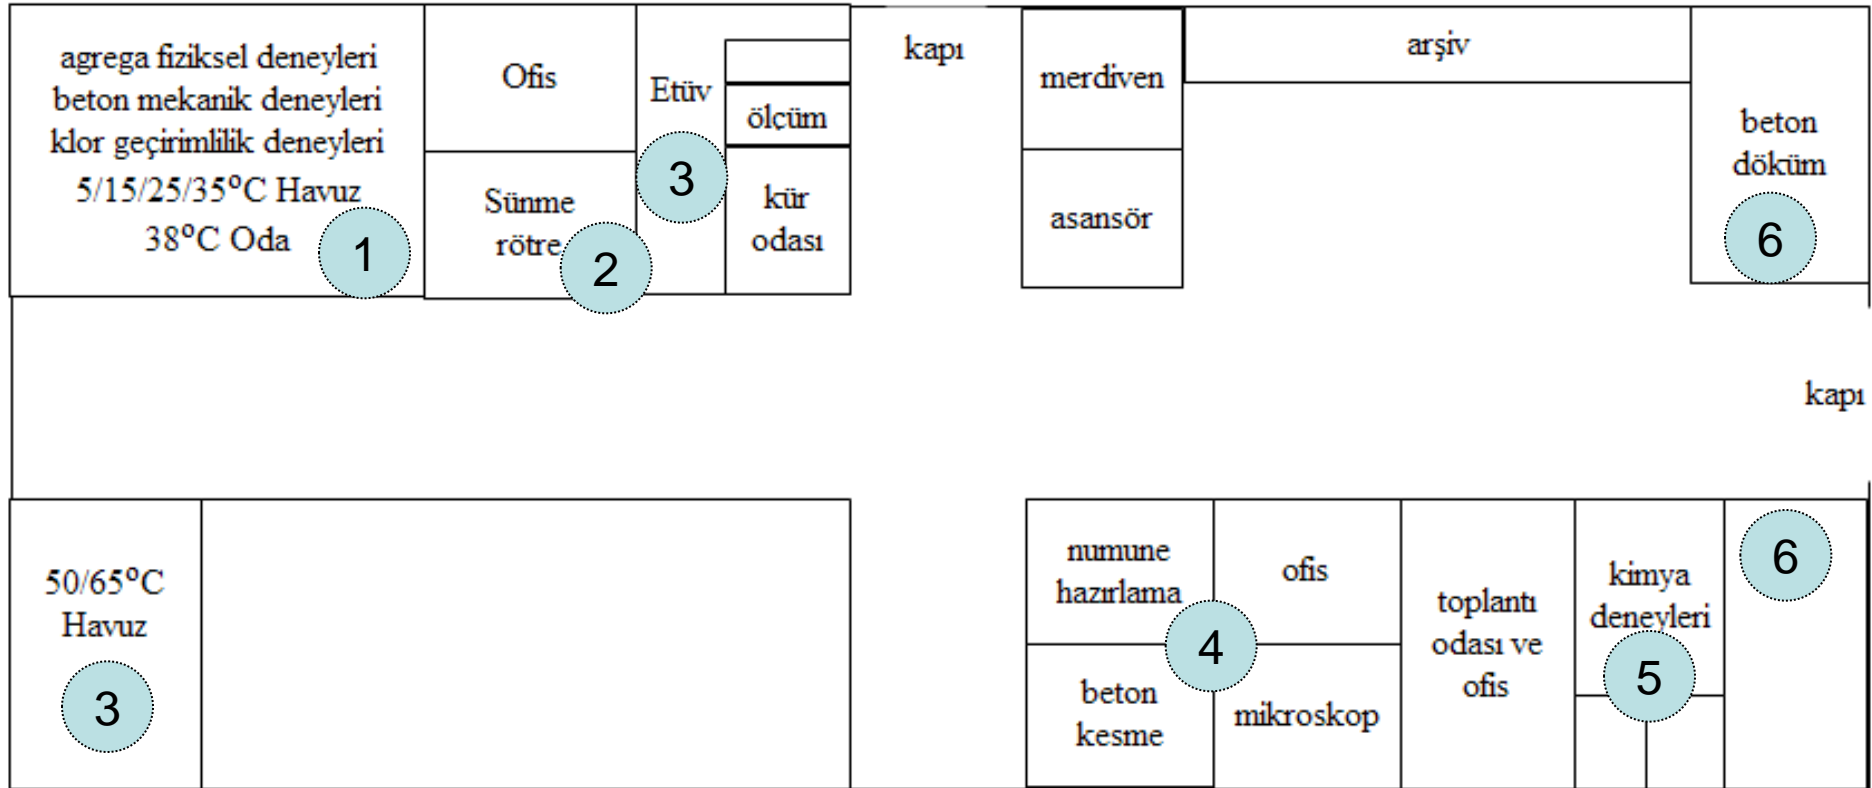 agrega fiziksel deneyleri
beton mekanik deneyleri
klor geçirimlilik deneyleri
5/15/25/35°C Havuz
38°C Oda
1
Ofis
Sünme
rötre
2
Etüv
3
ölçüm
kür
odası
kapı
merdiven
asansör
arşiv
beton
döküm
6
kapı
50/65°C
Havuz
3
numune
hazırlama
ofis
4
beton
kesme
mikroskop
toplantı
odası ve
ofis
kimya
deneyleri
5
6